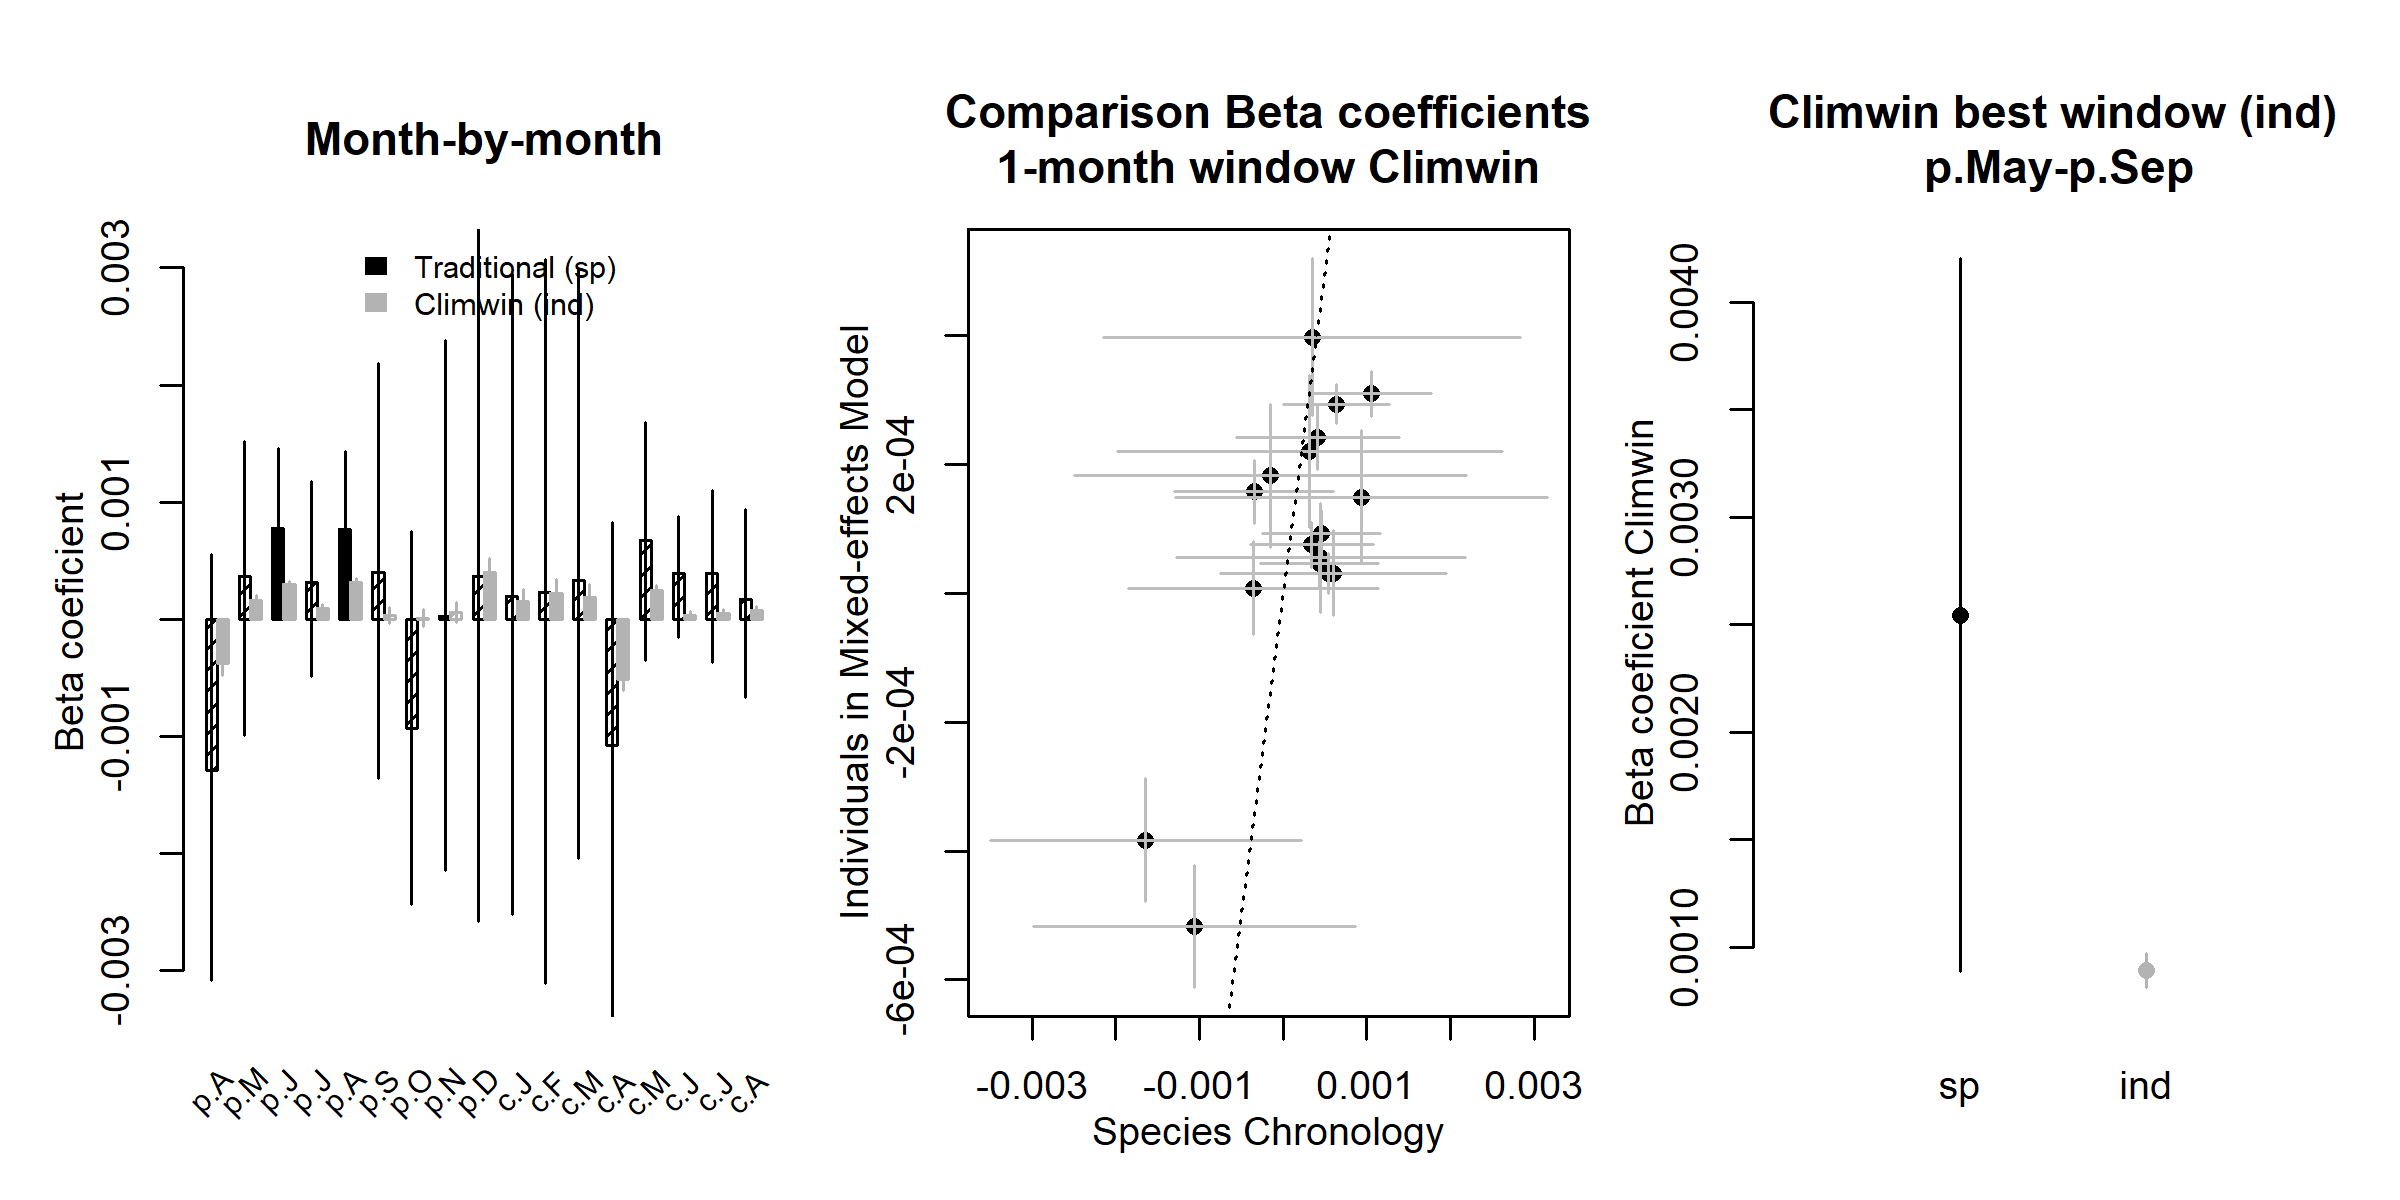 Month-by-month
Traditional (sp)
Climwin (ind)
Beta coeficient
0.003
0.001
-0.001
-0.003
p.A
p.M
p.J
p.J
p.A
p.S
p.O
p.N
p.D
c.J
c.F
c.M
c.A
c.M
c.J
c.J
c.A
Comparison Beta coefficients
1-month window Climwin
Individuals in Mixed-effects Model
2e-04
-2e-04
-6e-04
-0.003
-0.001
0.001
0.003
Species Chronology
Climwin best window (ind)
p.May-p.Sep
Beta coeficient Climwin
0.0040
0.0030
0.0020
0.0010
sp
ind